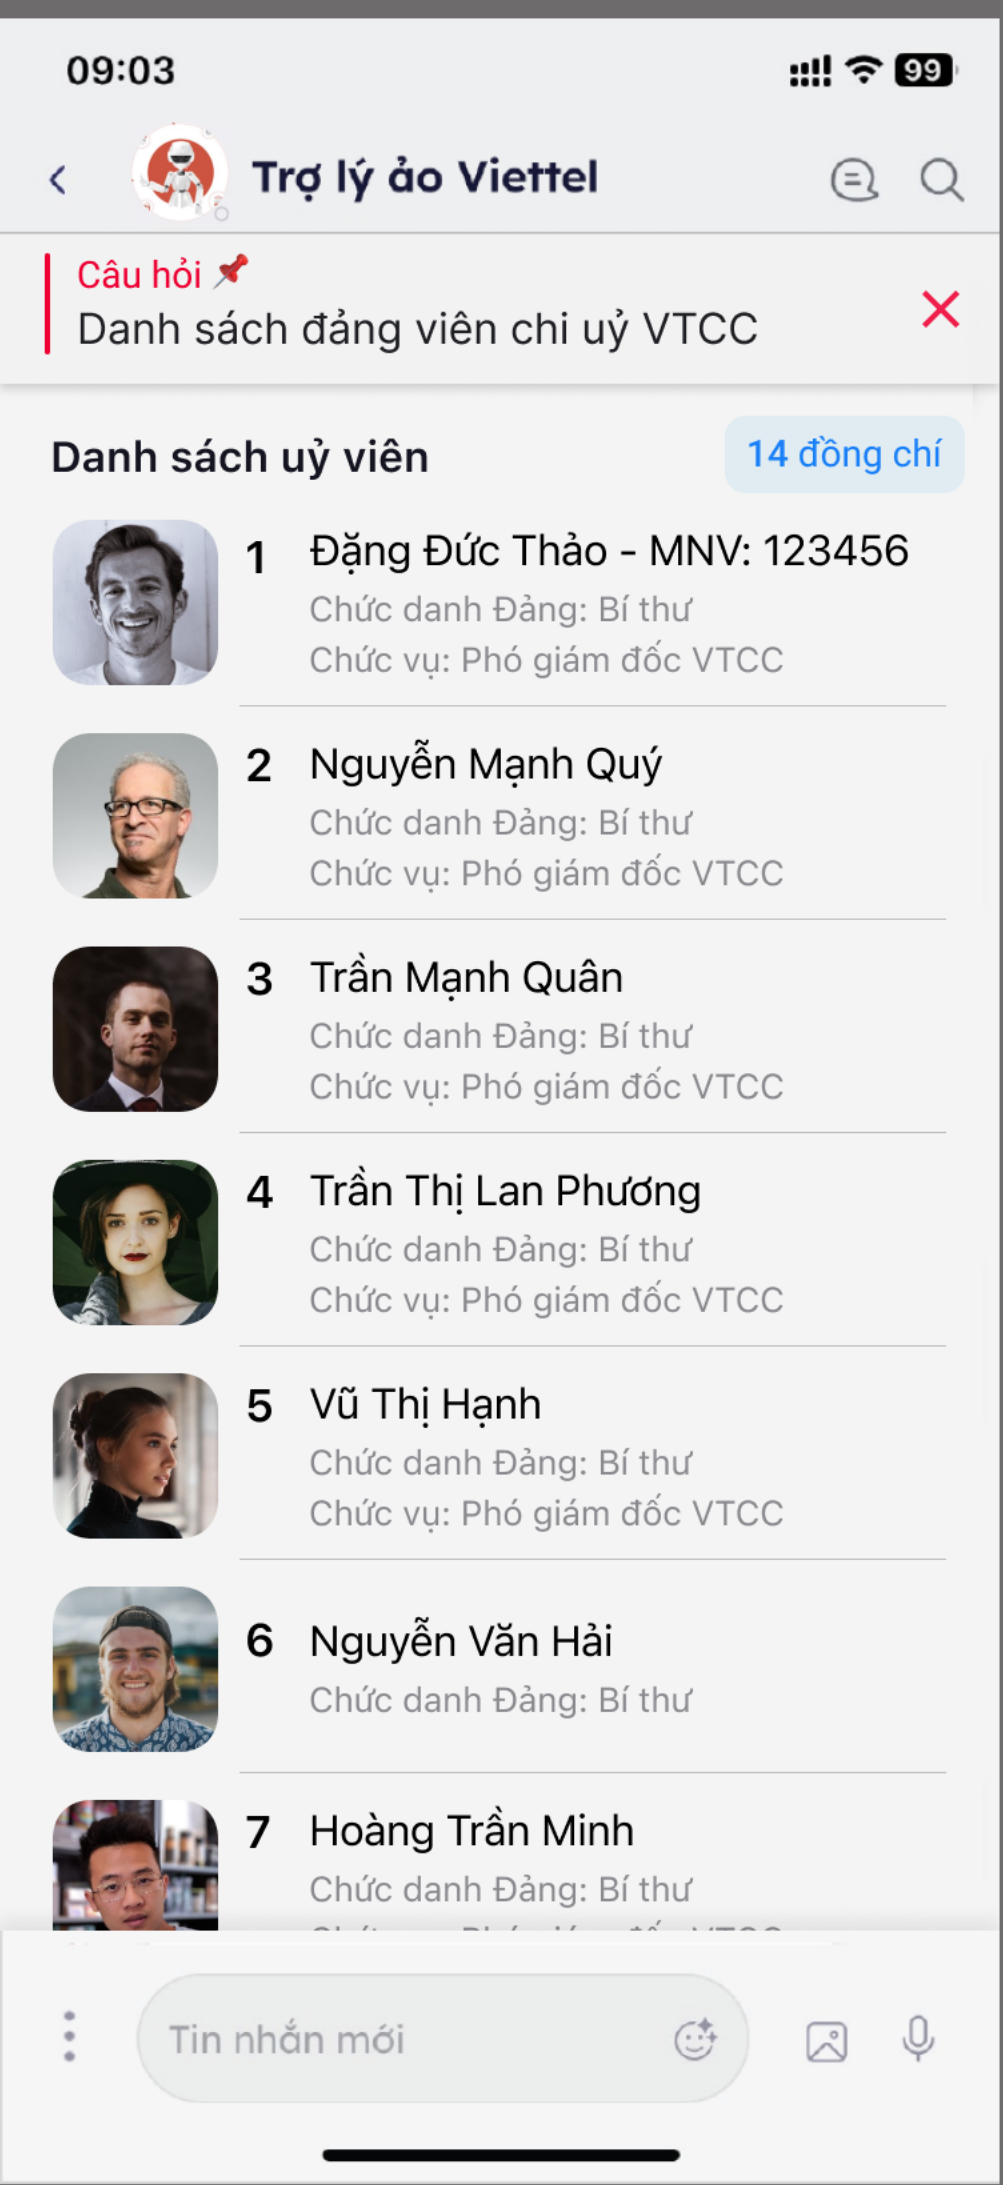 09:03
99
Trợ lý ảo Viettel
Câu hỏi 📌
Danh sách đảng viên chi uỷ VTCC
Danh sách uỷ viên
14 đồng chí
1 Đặng Đức Thảo - MNV: 123456
Chức danh Đảng: Bí thư
Chức vụ: Phó giám đốc VTCC
2 Nguyễn Mạnh Quý
Chức danh Đảng: Bí thư
Chức vụ: Phó giám đốc VTCC
3 Trần Mạnh Quân
Chức danh Đảng: Bí thư
Chức vụ: Phó giám đốc VTCC
4 Trần Thị Lan Phương
Chức danh Đảng: Bí thư
Chức vụ: Phó giám đốc VTCC
5 Vũ Thị Hạnh
Chức danh Đảng: Bí thư
Chức vụ: Phó giám đốc VTCC
6 Nguyễn Văn Hải
Chức danh Đảng: Bí thư
7 Hoàng Trần Minh
Chức danh Đảng: Bí thư
Tin nhắn mới